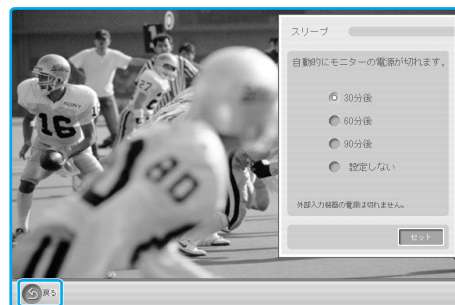 スリープ
自動的にモニターの電源が切れます。
30分後
60分後
90分後
設定しない
外部入力機器の電源は切れません。
セット
戻る
SONY
16
27
80